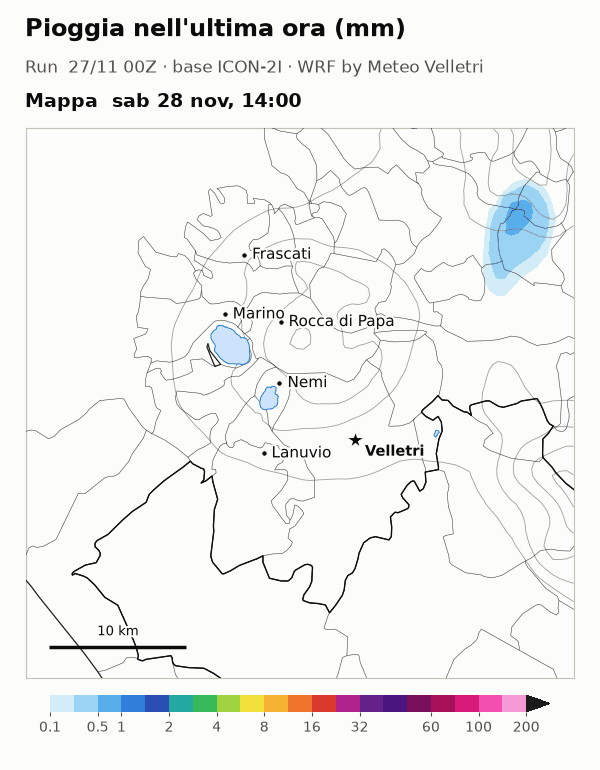 Pioggia nell'ultima ora (mm)
Run  27/11 00Z · base ICON-2I · WRF by Meteo Velletri
Mappa  sab 28 nov, 14:00
Frascati
Marino
Rocca di Papa
Nemi
Velletri
Lanuvio
10 km
0.1 0.5 1 2 4 8 16 32 60 100 200